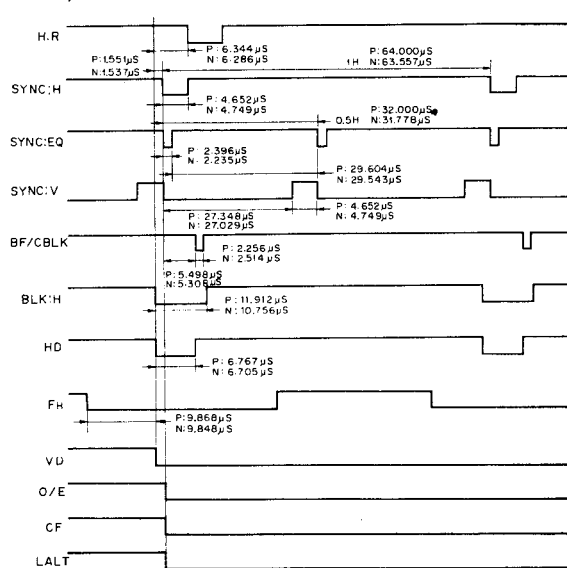 H.R
P: 6.344μS
N: 6.286μS
P:1.551μS
N:1.537μS
P:64.000μS
1H N:63.557μS
SYNC:H
P: 4.652μS
N: 4.749μS
0.5H
P:32.000μS
N:31.778μS
SYNC:EQ
P: 2.396μS
N: 2.235μS
P: 29.604μS
N: 29.543μS
SYNC:V
P: 27.348μS
N: 27.029μS
P: 4.652μS
N: 4.749μS
BF/CBLK
P: 2.256μS
N: 2.514μS
P:5.498μS
N:5.308μS
BLK:H
P:11.912μS
N:10.756μS
HD
P: 6.767μS
N: 6.705μS
FH
P:9.868μS
N:9.848μS
VD
O/E
CF
LALT